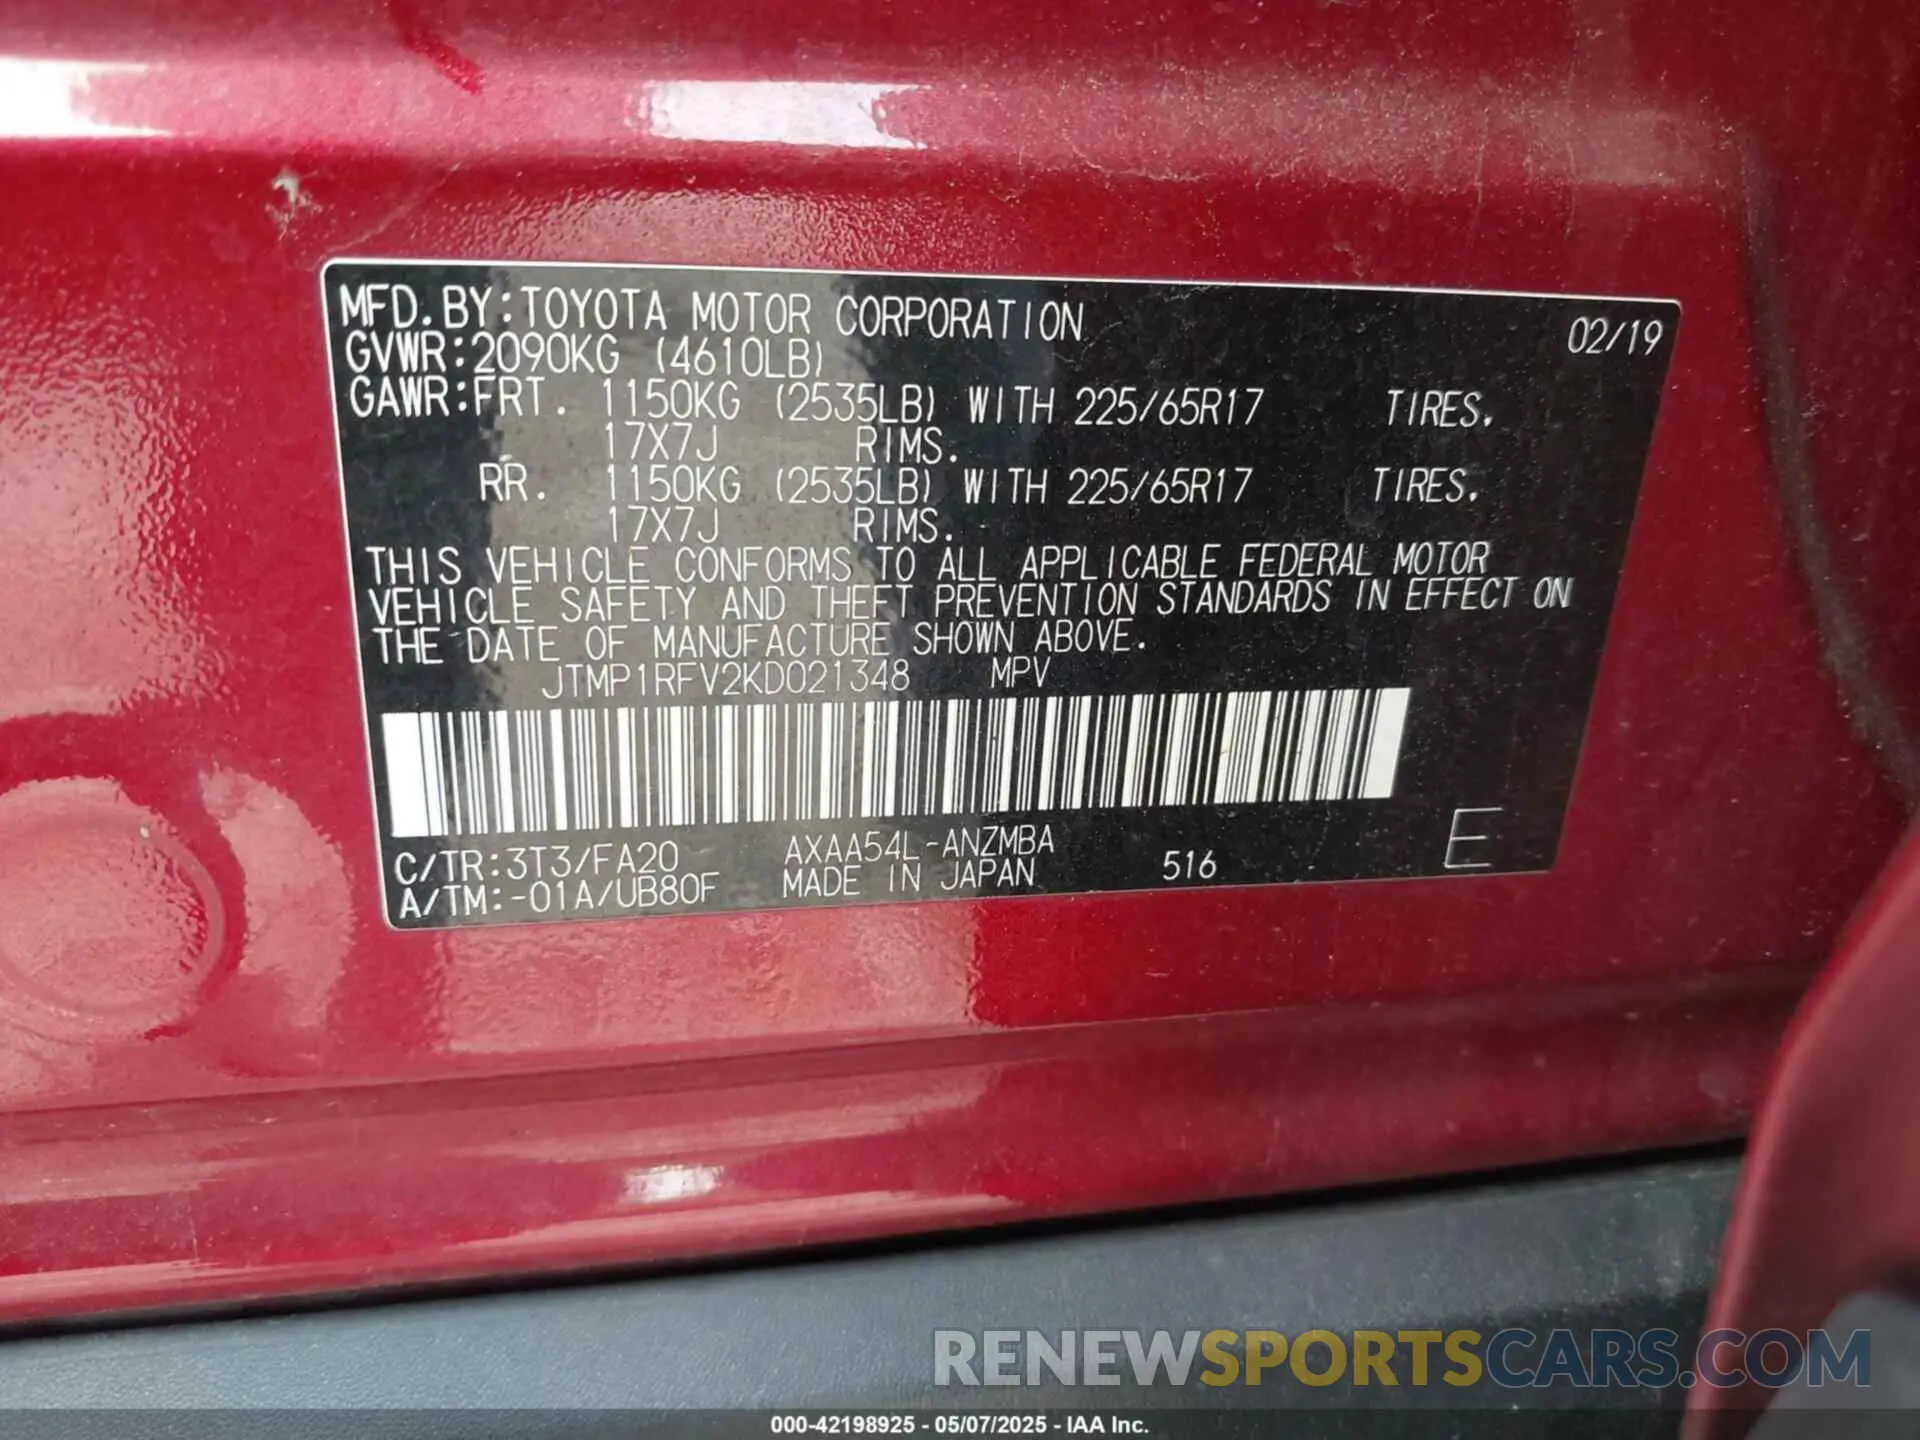 MFD. BY: TOYOTA MOTOR CORPORATION 02/19
GVWR: 2090KG (4610LB)
GAWR: FRT. 1150KG (2535LB) WITH 225/65R17 TIRES.
17X7J RIMS.
RR. 1150KG (2535LB) WITH 225/65R17 TIRES.
17X7J RIMS.
THIS VEHICLE CONFORMS TO ALL APPLICABLE FEDERAL MOTOR
VEHICLE SAFETY AND THEFT PREVENTION STANDARDS IN EFFECT ON
THE DATE OF MANUFACTURE SHOWN ABOVE.
JTMP1RFV2KD021348 MPV
C/TR: 3T3/FA20 AXAA54L-ANZMBA 516 E
A/TM: -01A/UB80F MADE IN JAPAN
RENEWSPORTSCARS.COM
000-42198925 - 05/07/2025 - IAA Inc.